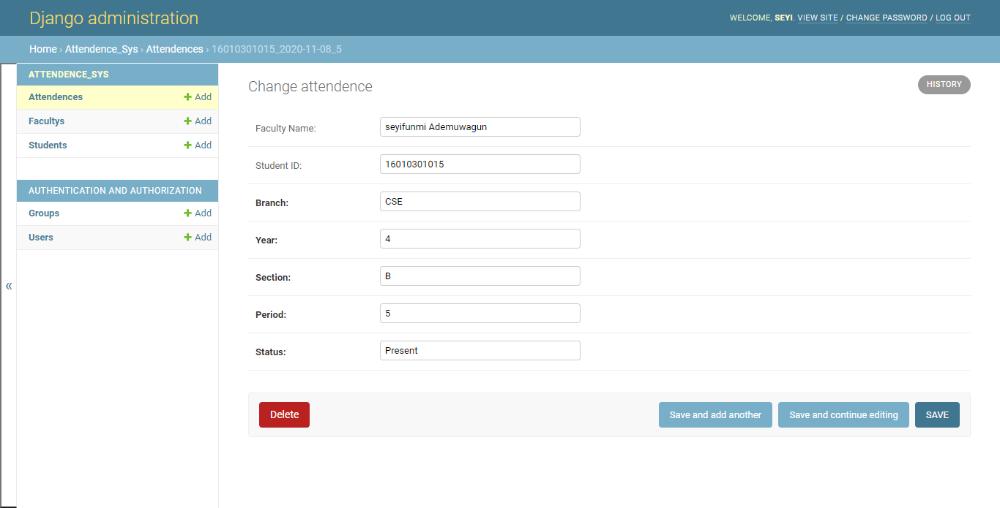 Django administration
WELCOME, SEYI. VIEW SITE / CHANGE PASSWORD / LOG OUT
Home › Attendence_Sys › Attendences › 16010301015_2020-11-08_5
«
ATTENDENCE_SYS
Attendences + Add
Facultys + Add
Students + Add
AUTHENTICATION AND AUTHORIZATION
Groups + Add
Users + Add
Change attendence
HISTORY
Faculty Name: seyifunmi Ademuwagun
Student ID: 16010301015
Branch: CSE
Year: 4
Section: B
Period: 5
Status: Present
Delete Save and add another Save and continue editing SAVE